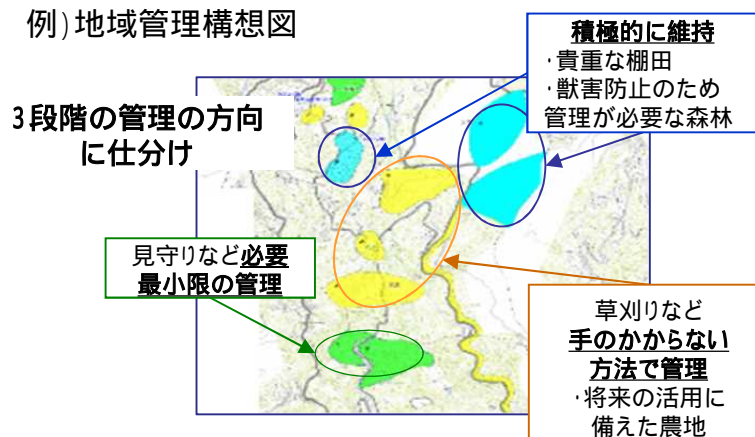 例)地域管理構想図
積極的に維持
･貴重な棚田
･獣害防止のため
管理が必要な森林
3段階の管理の方向
に仕分け
見守りなど必要
最小限の管理
草刈りなど
手のかからない
方法で管理
･将来の活用に
備えた農地